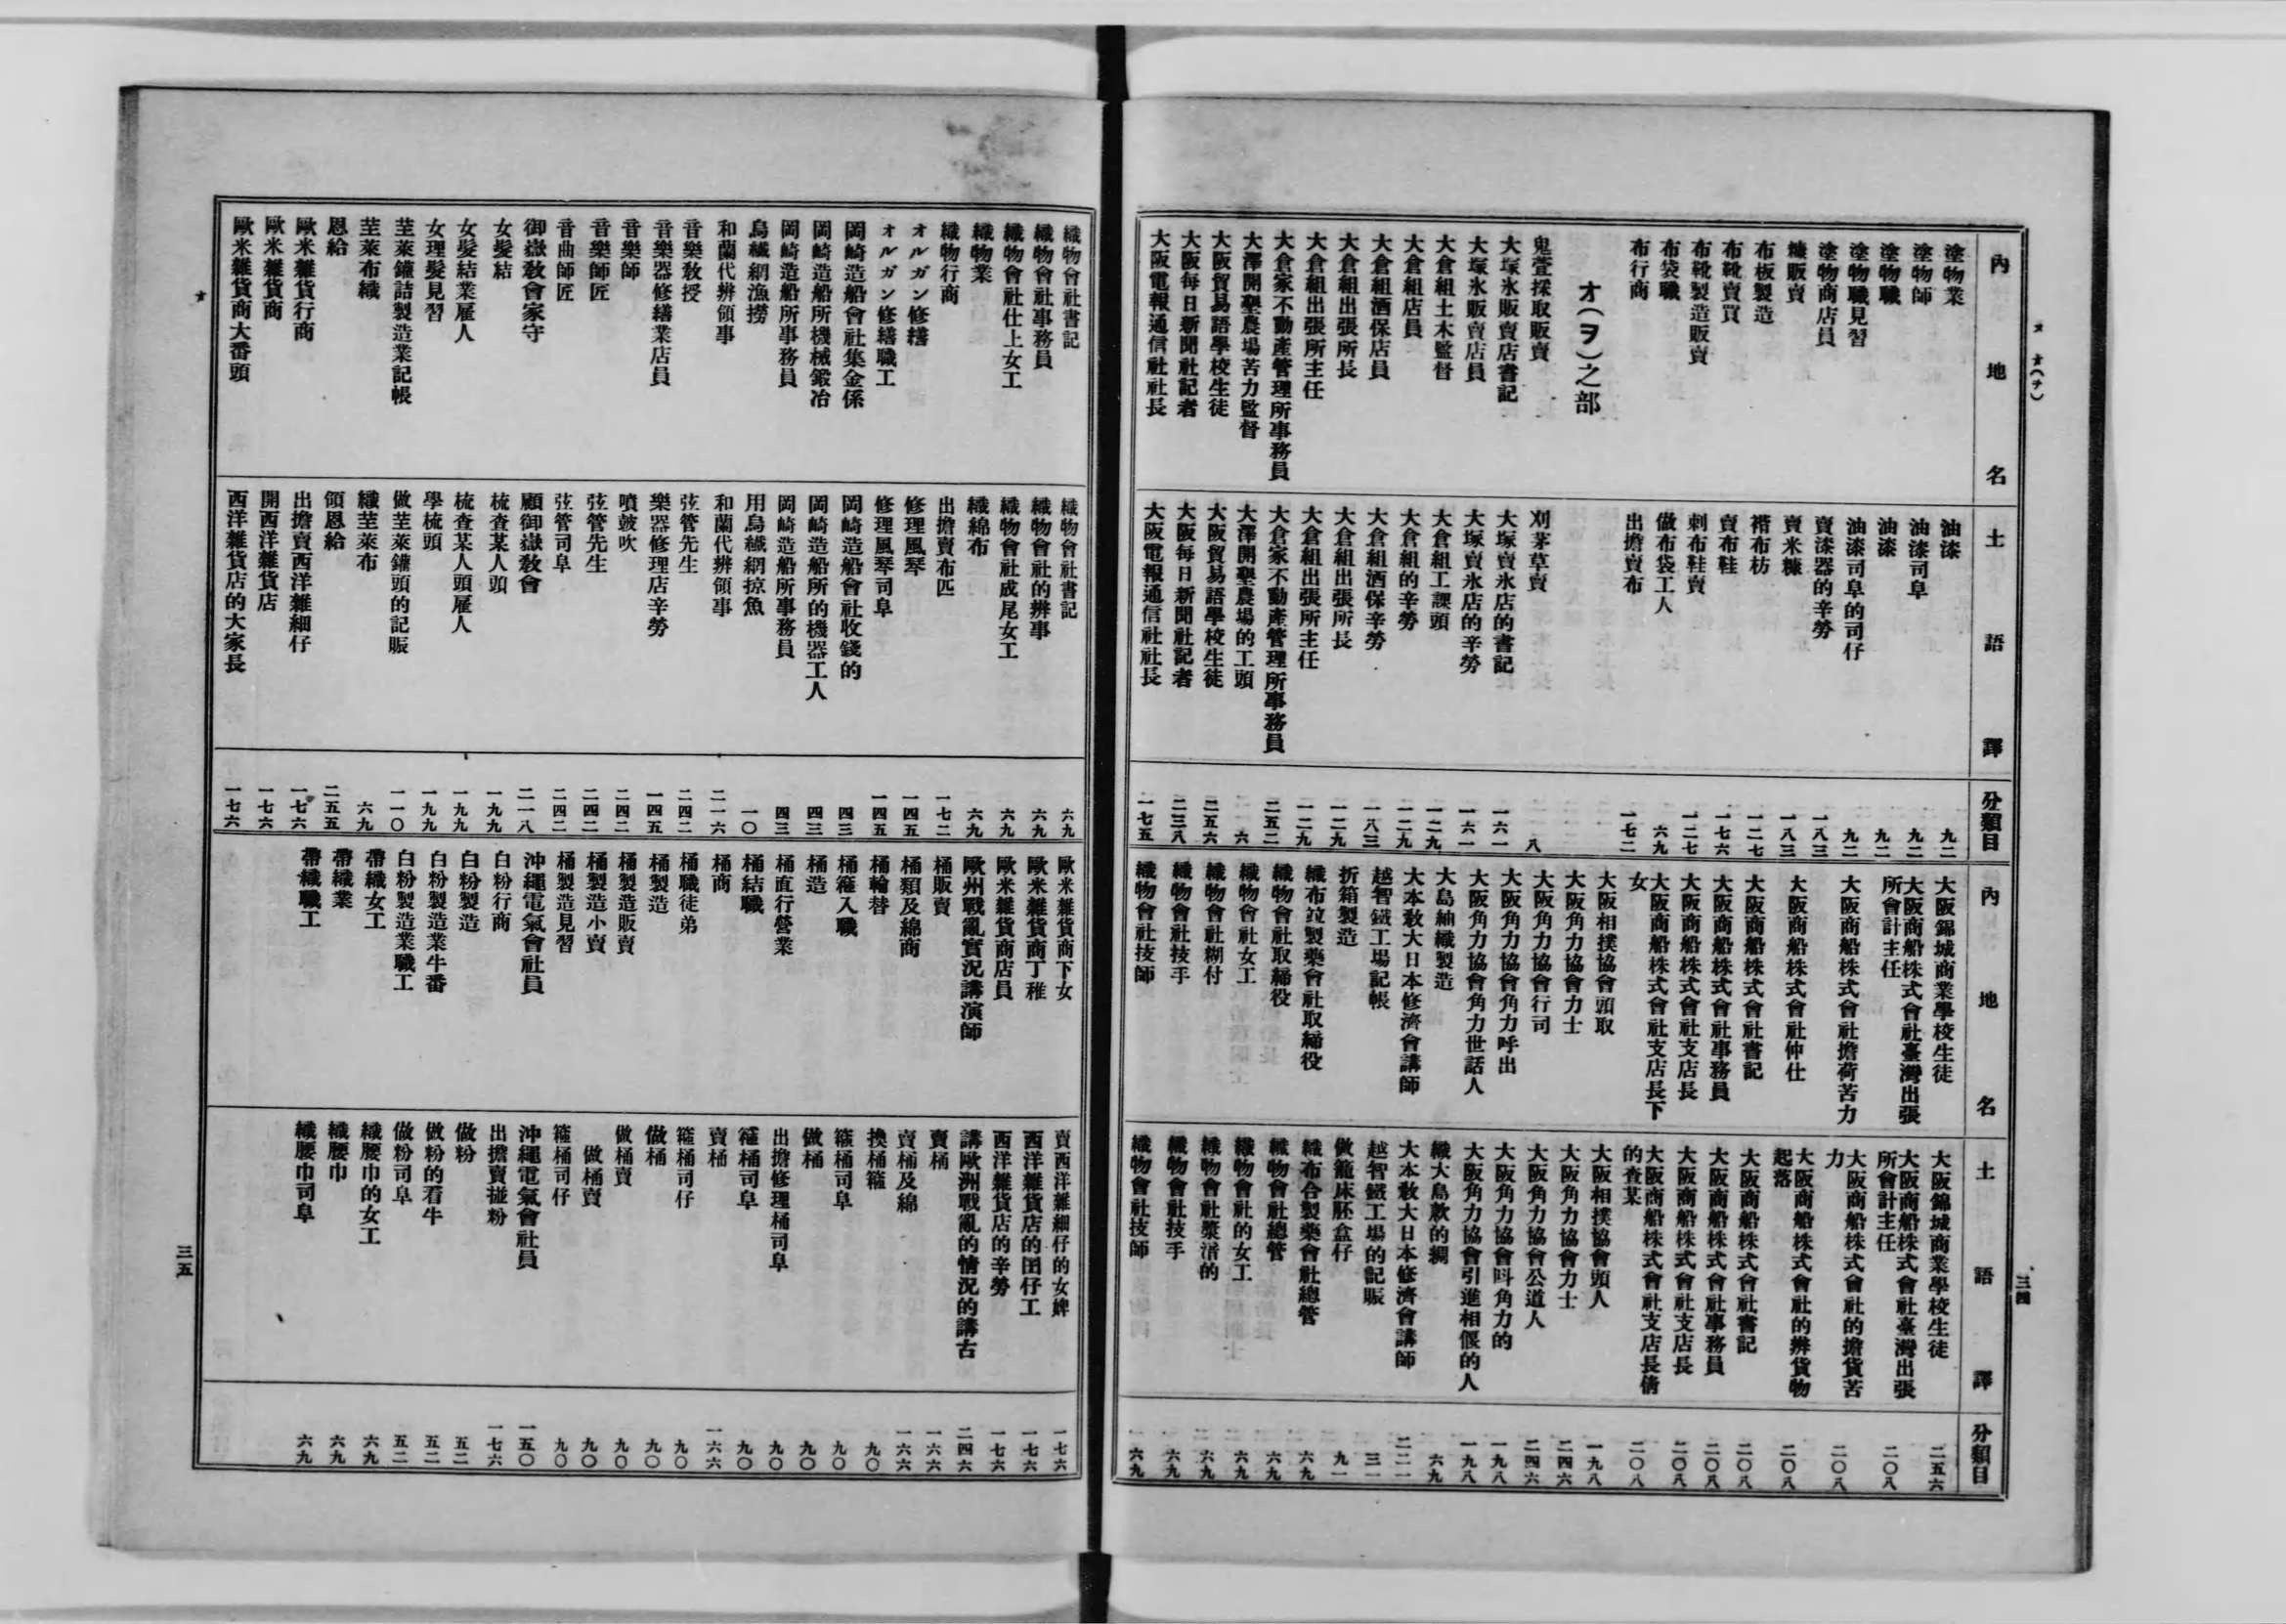 ヌ　オ(ヲ)
三四
內地名
塗物業
塗物師
塗物職
塗物職見習
塗物商店員
糠販賣
布板製造
布靴賣買
布靴製造販賣
布袋職
布行商
オ(ヲ)之部
鬼萱採取販賣
大塚氷販賣店書記
大塚氷販賣店員
大倉組土木監督
大倉組店員
大倉組酒保店員
大倉組出張所長
大倉組出張所主任
大倉家不動產管理所事務員
大澤開墾農場苦力監督
大阪貿易語學校生徒
大阪每日新聞社記者
大阪電報通信社社長
土語譯
油漆
油漆司阜
油漆
油漆司阜的司仔
賣漆器的辛勞
賣米糠
褙布枋
賣布鞋
刺布鞋賣
做布袋工人
出擔賣布
刈茅草賣
大塚賣氷店的書記
大塚賣氷店的辛勞
大倉組工課頭
大倉組的辛勞
大倉組酒保辛勞
大倉組出張所長
大倉組出張所主任
大倉家不動產管理所事務員
大澤開墾農場的工頭
大阪貿易語學校生徒
大阪每日新聞社記者
大阪電報通信社社長
分類目
九二
九二
九二
九二
一八三
一八三
一二七
一七六
一二七
六九
一七二
八
一六一
一六一
一二九
一二九
一八三
一二九
一二九
二五二
六
二五六
二三八
一七五
內地名
大阪錦城商業學校生徒
大阪商船株式會社臺灣出張
所會計主任
大阪商船株式會社擔荷苦力
大阪商船株式會社仲仕
大阪商船株式會社書記
大阪商船株式會社事務員
大阪商船株式會社支店長
大阪商船株式會社支店長下
女
大阪相撲協會頭取
大阪角力協會力士
大阪角力協會行司
大阪角力協會角力呼出
大阪角力協會角力世話人
大島紬織製造
大本敎大日本修濟會講師
越智鐵工場記帳
折箱製造
織布並製藥會社取締役
織物會社取締役
織物會社女工
織物會社糊付
織物會社技手
織物會社技師
土語譯
大阪錦城商業學校生徒
大阪商船株式會社臺灣出張
所會計主任
大阪商船株式會社的擔貨苦
力
大阪商船株式會社的辨貨物
起落
大阪商船株式會社書記
大阪商船株式會社事務員
大阪商船株式會社支店長
大阪商船株式會社支店長倩
的查某
大阪相撲協會頭人
大阪角力協會力士
大阪角力協會公道人
大阪角力協會呌角力的
大阪角力協會引進相偃的人
織大島款的綢
大本敎大日本修濟會講師
越智鐵工場的記賬
做籠床胚盒仔
織布合製藥會社總管
織物會社總管
織物會社的女工
織物會社漿潽的
織物會社技手
織物會社技師
分類目
二五六
二〇八
二〇八
二〇八
二〇八
二〇八
二〇八
二〇八
一九八
二四六
二四六
一九八
一九八
六九
二二一
三一
九一
六九
六九
六九
六九
六九
六九
オ
三五
織物會社書記
織物會社事務員
織物會社仕上女工
織物業
織物行商
オルガン修繕
オルガン修繕職工
岡崎造船會社集金係
岡崎造船所機械鍛冶
岡崎造船所事務員
烏鰔網漁撈
和蘭代辨領事
音樂敎授
音樂器修繕業店員
音樂師
音樂師匠
音曲師匠
御嶽敎會家守
女髮結
女髮結業雇人
女理髮見習
荎萊鑵詰製造業記帳
荎萊布織
恩給
歐米雜貨行商
歐米雜貨商
歐米雜貨商大番頭
織物會社書記
織物會社的辨事
織物會社成尾女工
織綿布
出擔賣布匹
修理風琴
修理風琴司阜
岡崎造船會社收錢的
岡崎造船所的機器工人
岡崎造船所事務員
用烏鰔網掠魚
和蘭代辨領事
弦管先生
樂器修理店辛勞
噴皷吹
弦管先生
弦管司阜
顧御嶽敎會
梳查某人頭
梳查某人頭雇人
學梳頭
做荎萊鑵頭的記賬
織荎萊布
領恩給
出擔賣西洋雜細仔
開西洋雜貨店
西洋雜貨店的大家長
六九
六九
六九
六九
一七二
一四五
一四五
四三
四三
四三
一〇
二一六
二四二
一四五
二四二
二四二
二四二
二一八
一九九
一九九
一九九
一一〇
六九
二五五
一七六
一七六
一七六
歐米雜貨商下女
歐米雜貨商丁稚
歐米雜貨商店員
歐州戰亂實況講演師
桶販賣
桶類及綿商
桶輪替
桶箍入職
桶造
桶直行營業
桶結職
桶商
桶職徒弟
桶製造
桶製造販賣
桶製造小賣
桶製造見習
沖繩電氣會社員
白粉行商
白粉製造
白粉製造業牛番
白粉製造業職工
帶織女工
帶織業
帶織職工
賣西洋雜細仔的女婢
西洋雜貨店的囝仔工
西洋雜貨店的辛勞
講歐洲戰亂的情況的講古
賣桶
賣桶及綿
換桶箍
箍桶司阜
做桶
出擔修理桶司阜
箍桶司阜
賣桶
箍桶司仔
做桶
做桶賣
做桶賣
箍桶司仔
沖繩電氣會社員
出擔賣搓粉
做粉
做粉的看牛
做粉司阜
織腰巾的女工
織腰巾
織腰巾司阜
一七六
一七六
一七六
二四六
一六六
一六六
九〇
九〇
九〇
九〇
九〇
一六六
九〇
九〇
九〇
九〇
九〇
一五〇
一七六
五二
五二
五二
六九
六九
六九